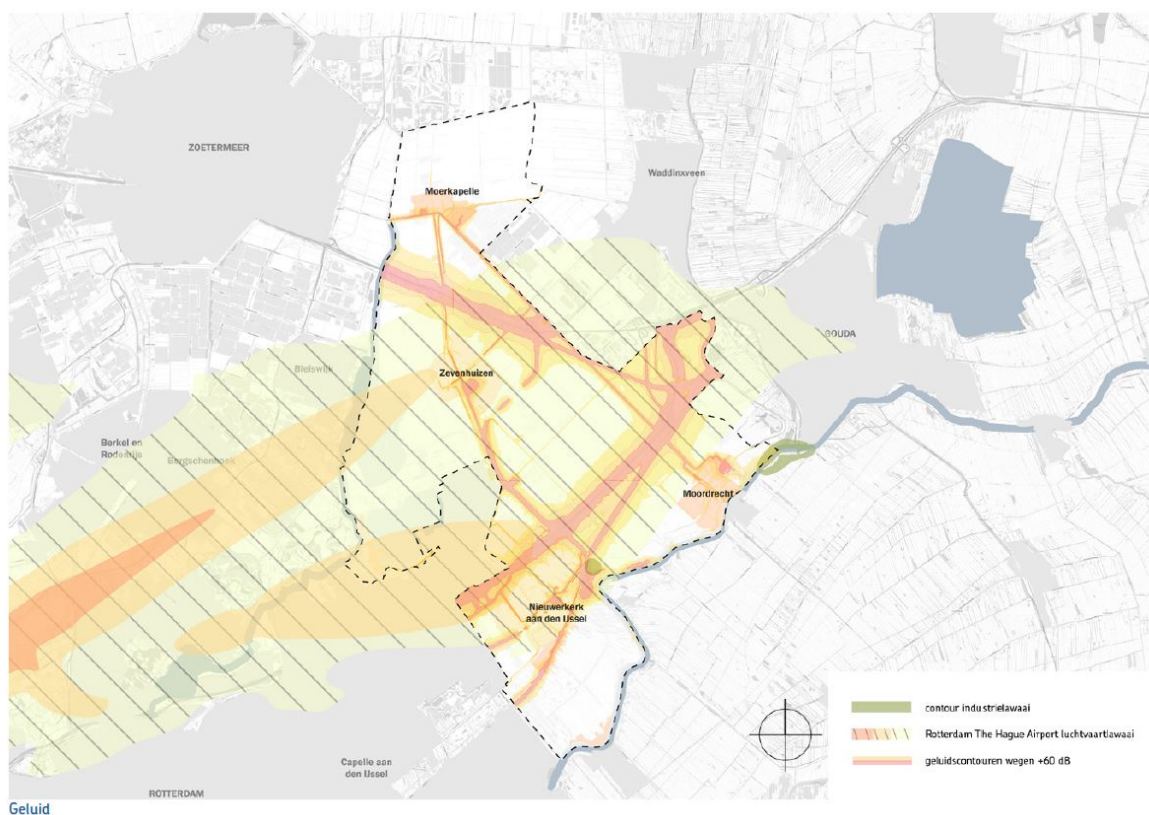 ZOETERMEER
Moerkapelle
Waddinxveen
GOUDA
Bleiswijk
Zevenhuizen
Berkel en
Rodenrijs
Bergschenhoek
Moordrecht
Nieuwerkerk
aan den IJssel
Capelle aan
den IJssel
ROTTERDAM
contour industrielawaai
Rotterdam The Hague Airport luchtvaartlawaai
geluidscontouren wegen +60 dB
Geluid